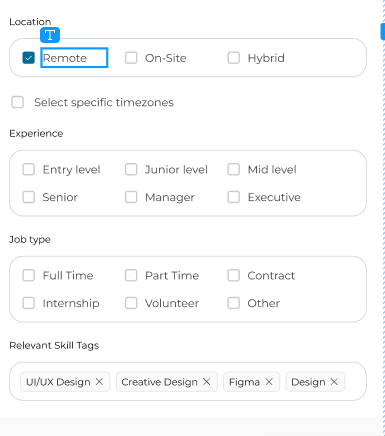 Location
T
Remote On-Site Hybrid
Select specific timezones
Experience
Entry level Junior level Mid level
Senior Manager Executive
Job type
Full Time Part Time Contract
Internship Volunteer Other
Relevant Skill Tags
UI/UX Design Creative Design Figma Design